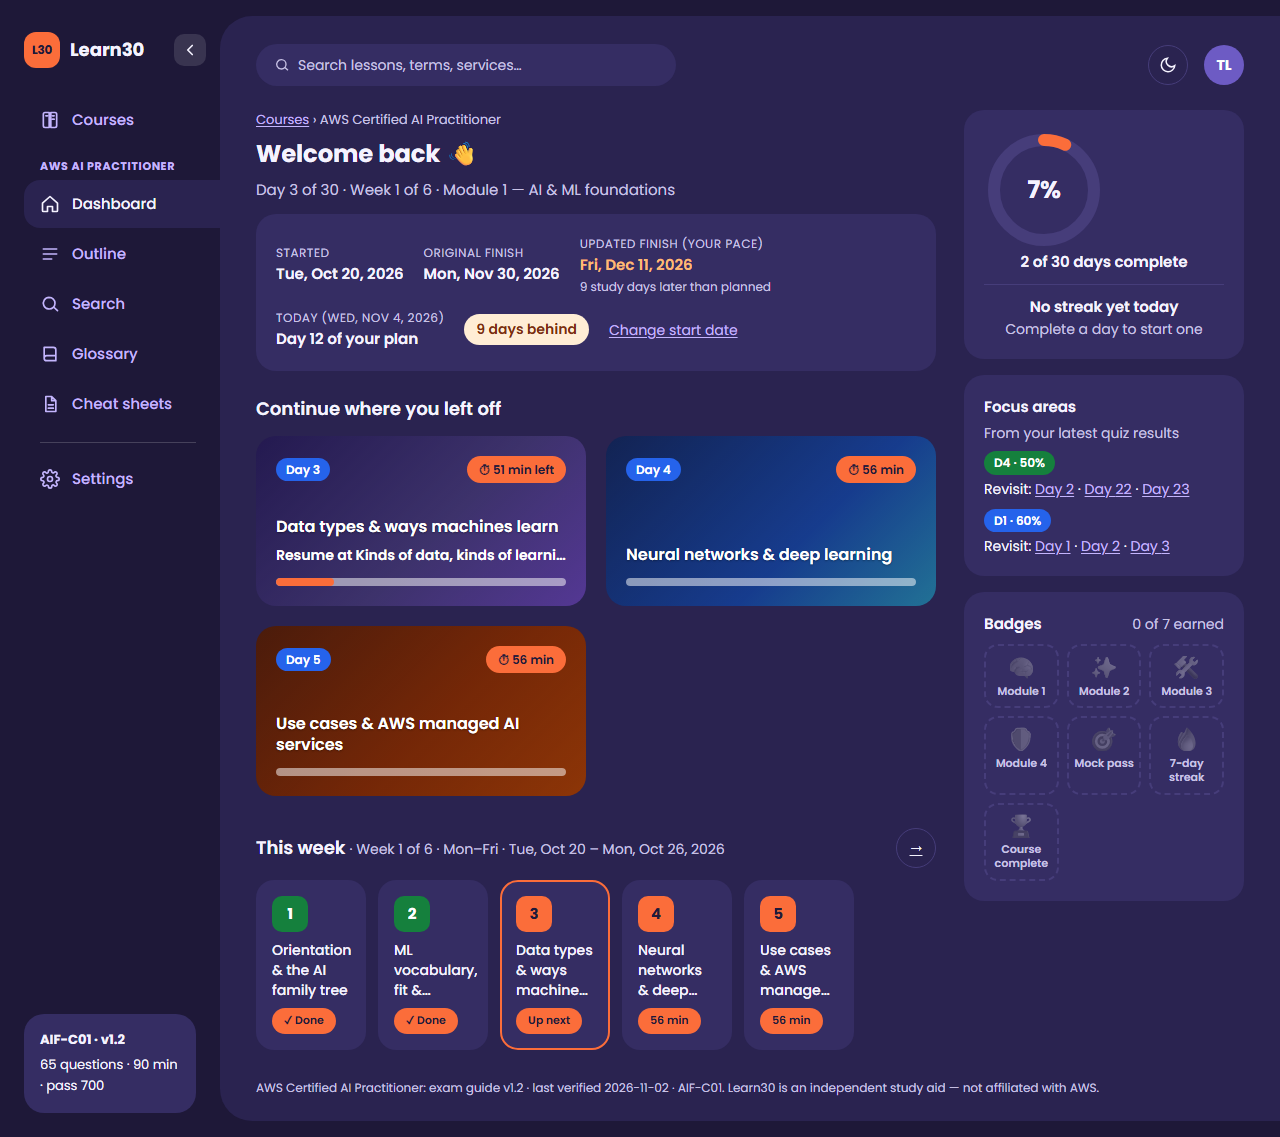 L30 Learn30
Courses
AWS AI PRACTITIONER
Dashboard
Outline
Search
Glossary
Cheat sheets
Settings
AIF-C01 · v1.2
65 questions · 90 min
· pass 700
Search lessons, terms, services...
TL
Courses › AWS Certified AI Practitioner
Welcome back 👋
Day 3 of 30 · Week 1 of 6 · Module 1 — AI & ML foundations
STARTED
Tue, Oct 20, 2026
ORIGINAL FINISH
Mon, Nov 30, 2026
UPDATED FINISH (YOUR PACE)
Fri, Dec 11, 2026
9 study days later than planned
TODAY (WED, NOV 4, 2026)
Day 12 of your plan
9 days behind
Change start date
Continue where you left off
Day 3
⏱ 51 min left
Data types & ways machines learn
Resume at Kinds of data, kinds of learni...
Day 4
⏱ 56 min
Neural networks & deep learning
Day 5
⏱ 56 min
Use cases & AWS managed AI
services
This week · Week 1 of 6 · Mon–Fri · Tue, Oct 20 – Mon, Oct 26, 2026
→
1
Orientation
& the AI
family tree
✓ Done
2
ML
vocabulary,
fit &...
✓ Done
3
Data types
& ways
machine...
Up next
4
Neural
networks
& deep...
56 min
5
Use cases
& AWS
manage...
56 min
7%
2 of 30 days complete
No streak yet today
Complete a day to start one
Focus areas
From your latest quiz results
D4 · 50%
Revisit: Day 2 · Day 22 · Day 23
D1 · 60%
Revisit: Day 1 · Day 2 · Day 3
Badges
0 of 7 earned
Module 1
Module 2
Module 3
Module 4
Mock pass
7-day
streak
Course
complete
AWS Certified AI Practitioner: exam guide v1.2 · last verified 2026-11-02 · AIF-C01. Learn30 is an independent study aid — not affiliated with AWS.